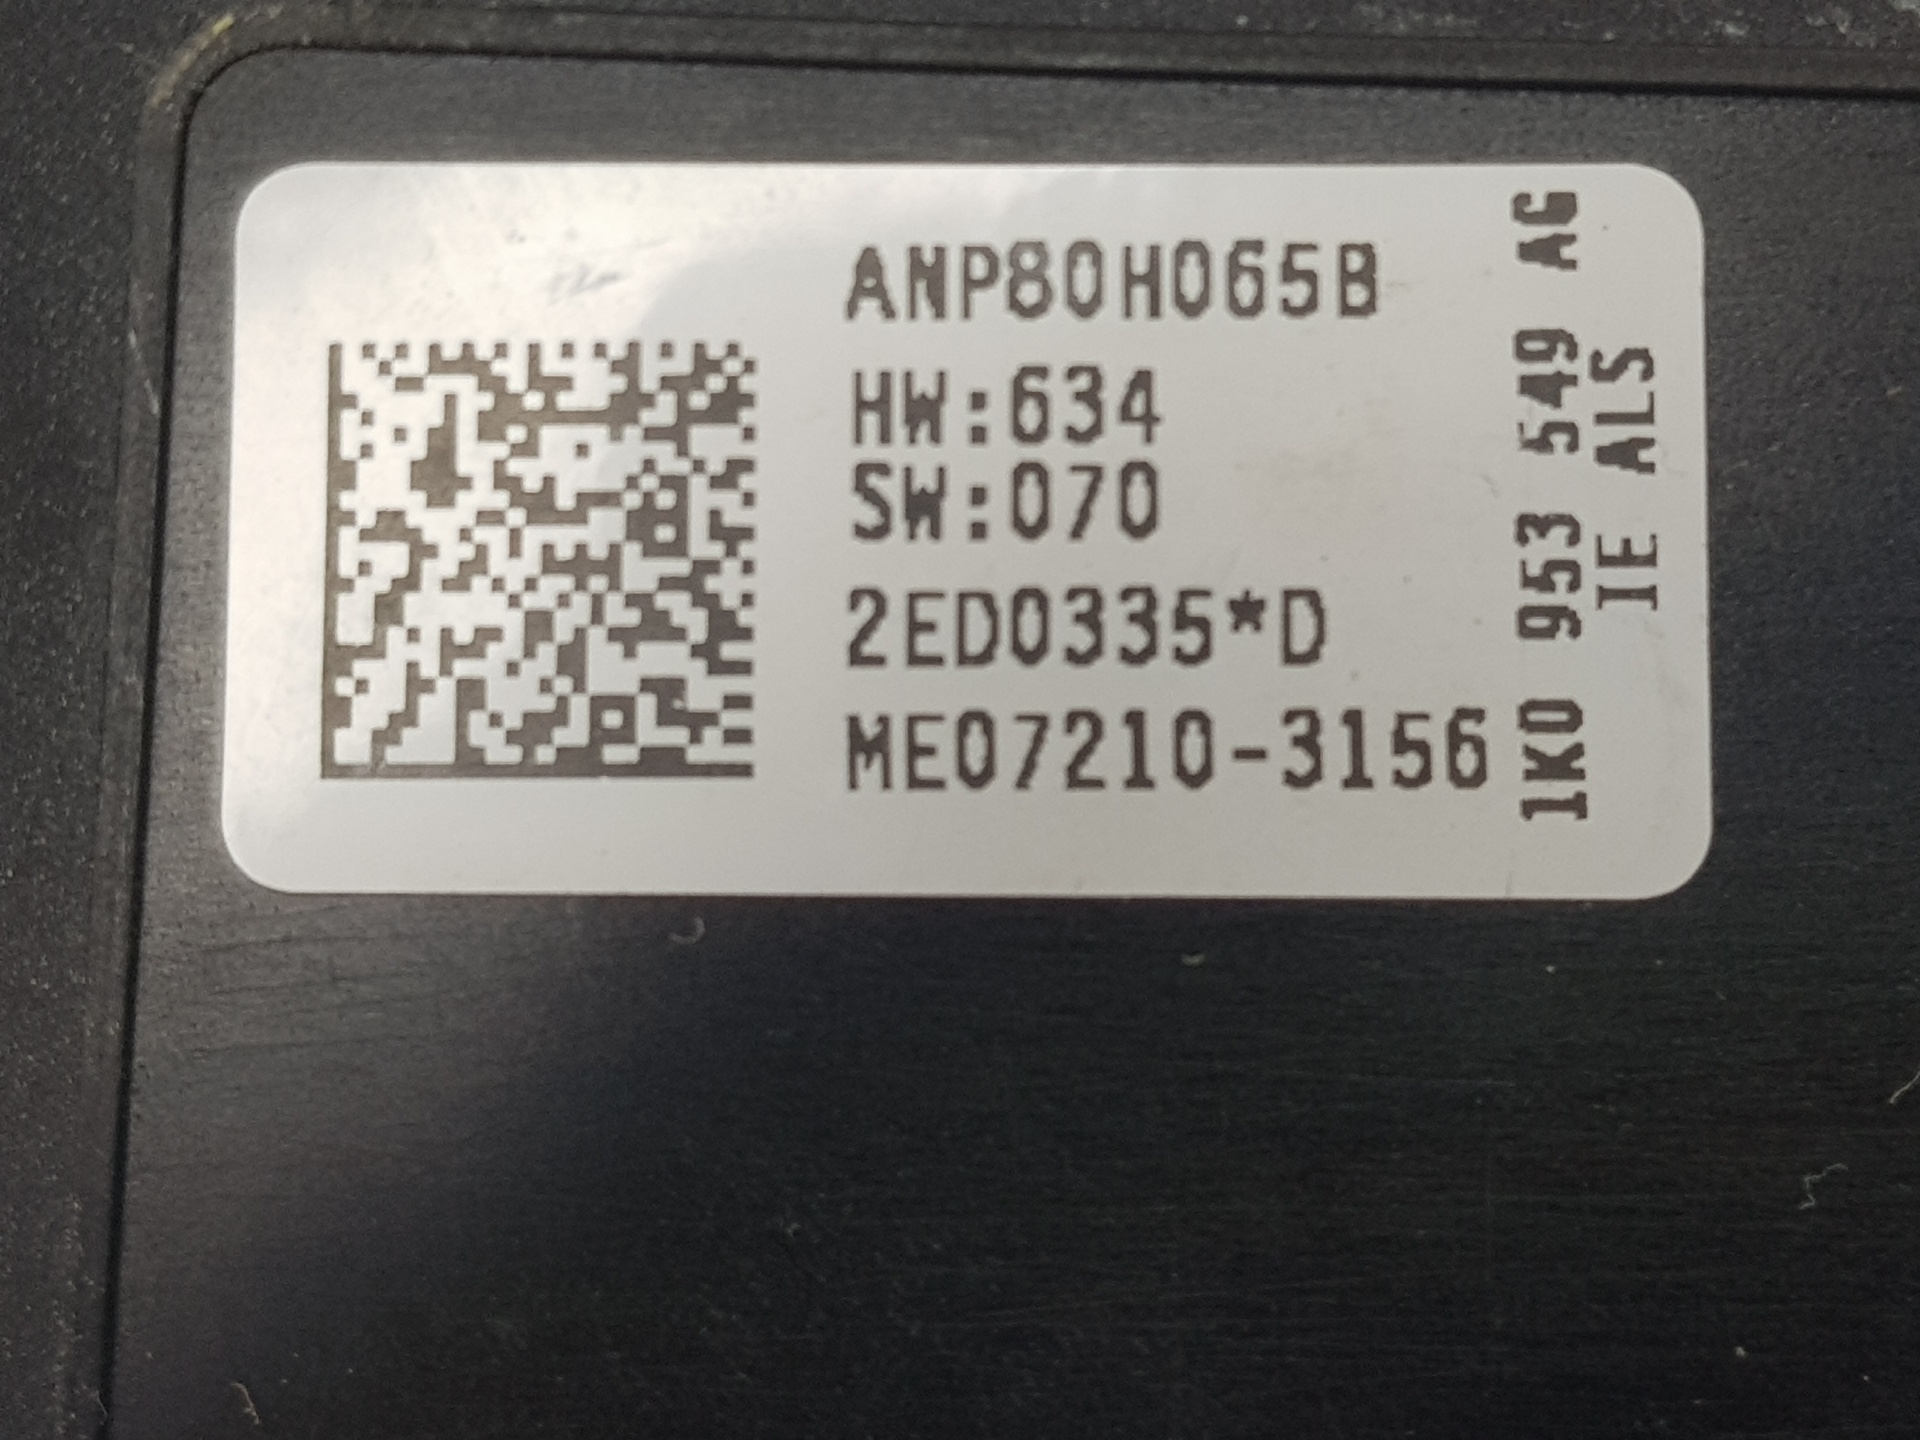 ANP80H065B
HW:634
SW:070
2ED0335*D
ME07210-3156
1K0 953 549 AG
IE ALS